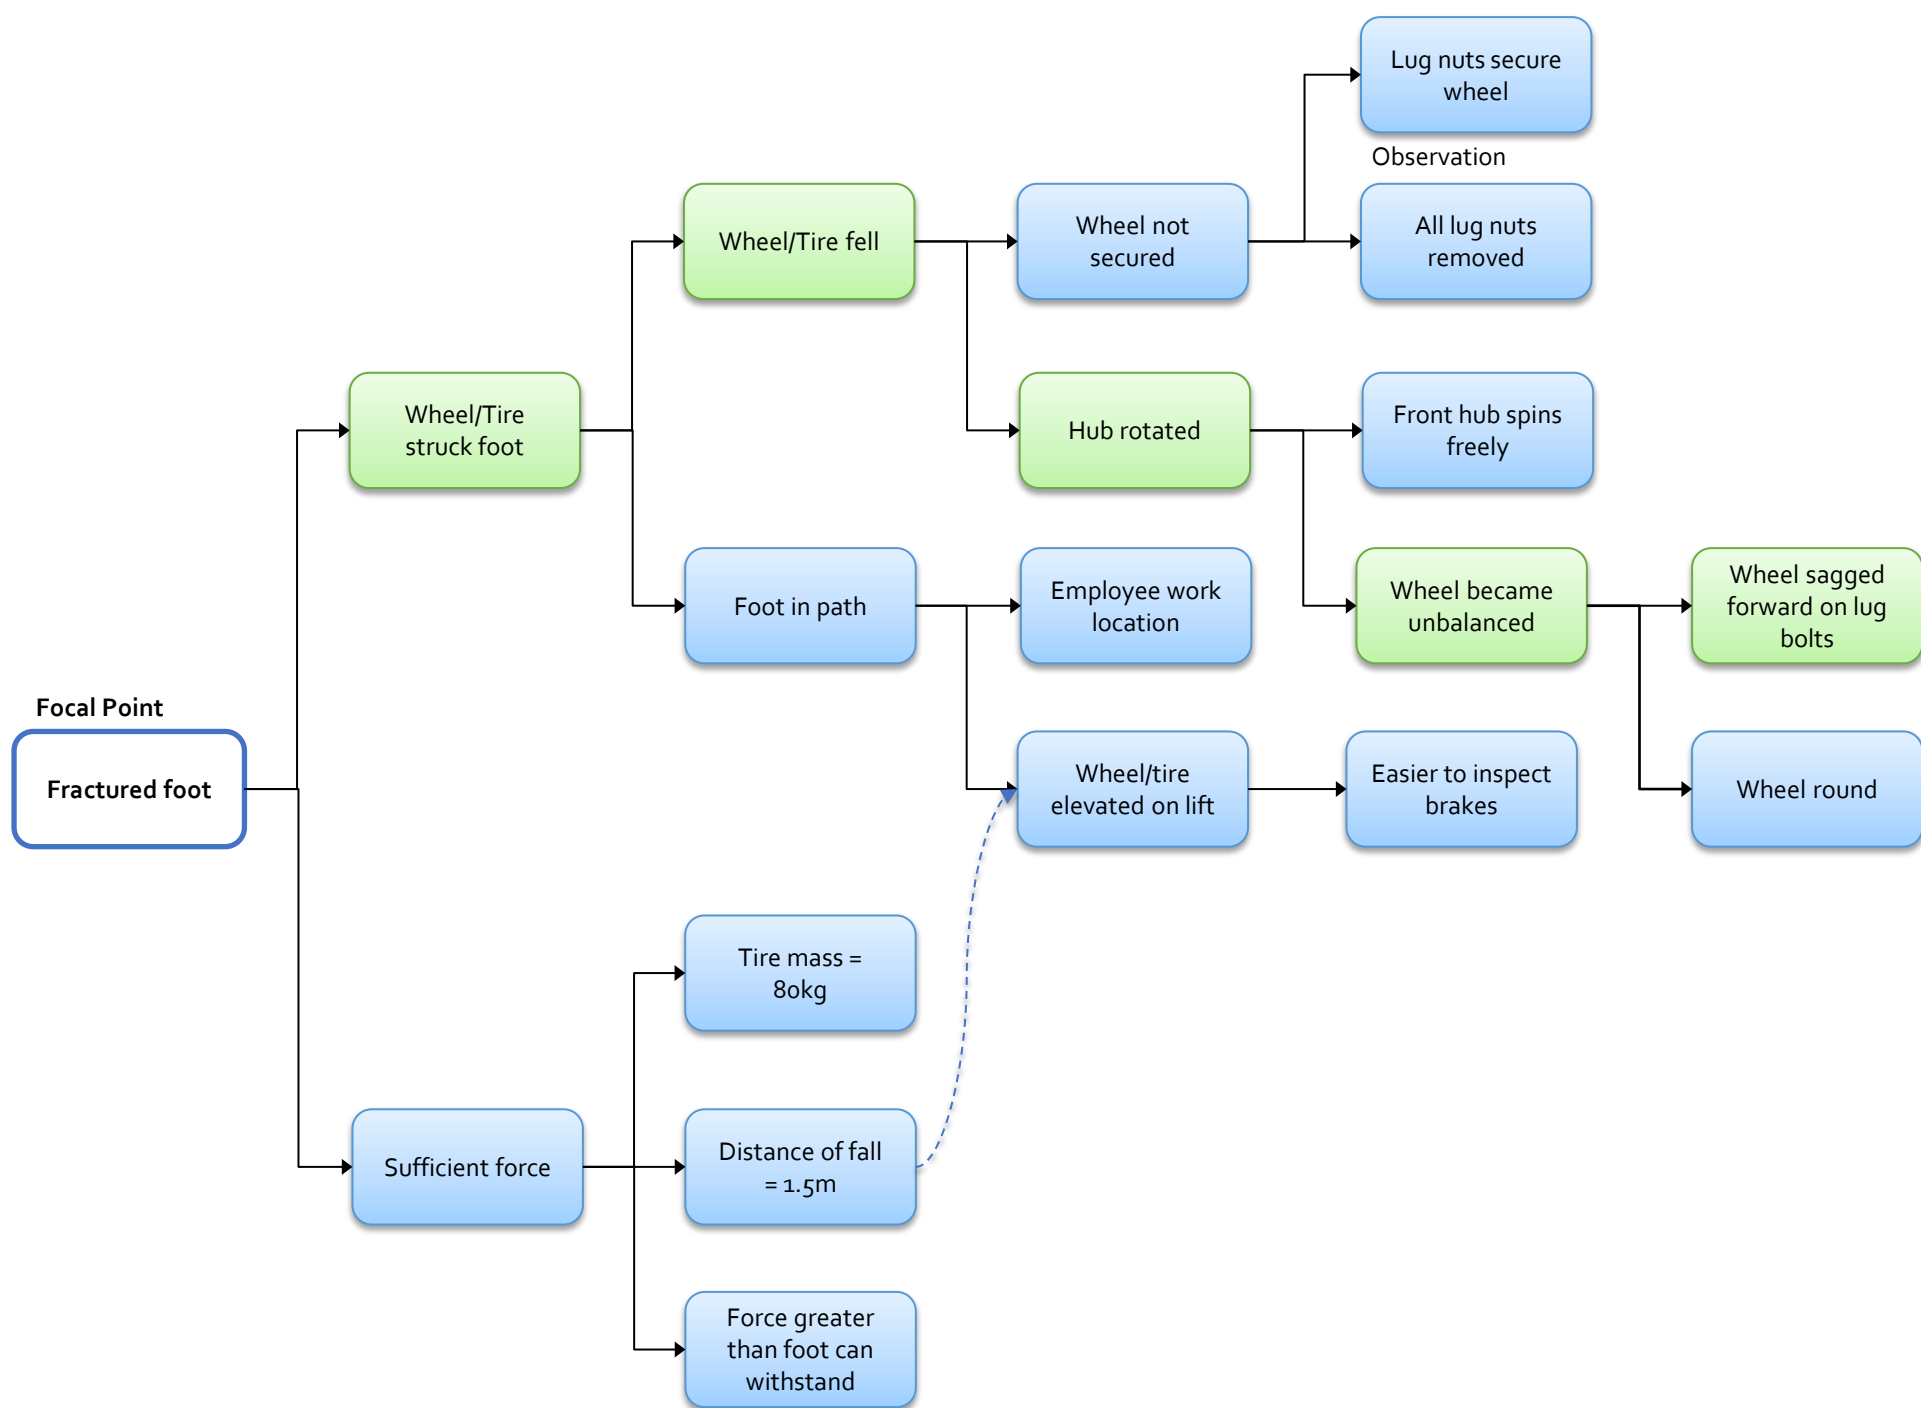 Lug nuts secure
wheel
Observation
Wheel/Tire fell
Wheel not
secured
All lug nuts
removed
Wheel/Tire
struck foot
Hub rotated
Front hub spins
freely
Foot in path
Employee work
location
Wheel became
unbalanced
Wheel sagged
forward on lug
bolts
Focal Point
Fractured foot
Wheel/tire
elevated on lift
Easier to inspect
brakes
Wheel round
Tire mass =
80kg
Sufficient force
Distance of fall
= 1.5m
Force greater
than foot can
withstand